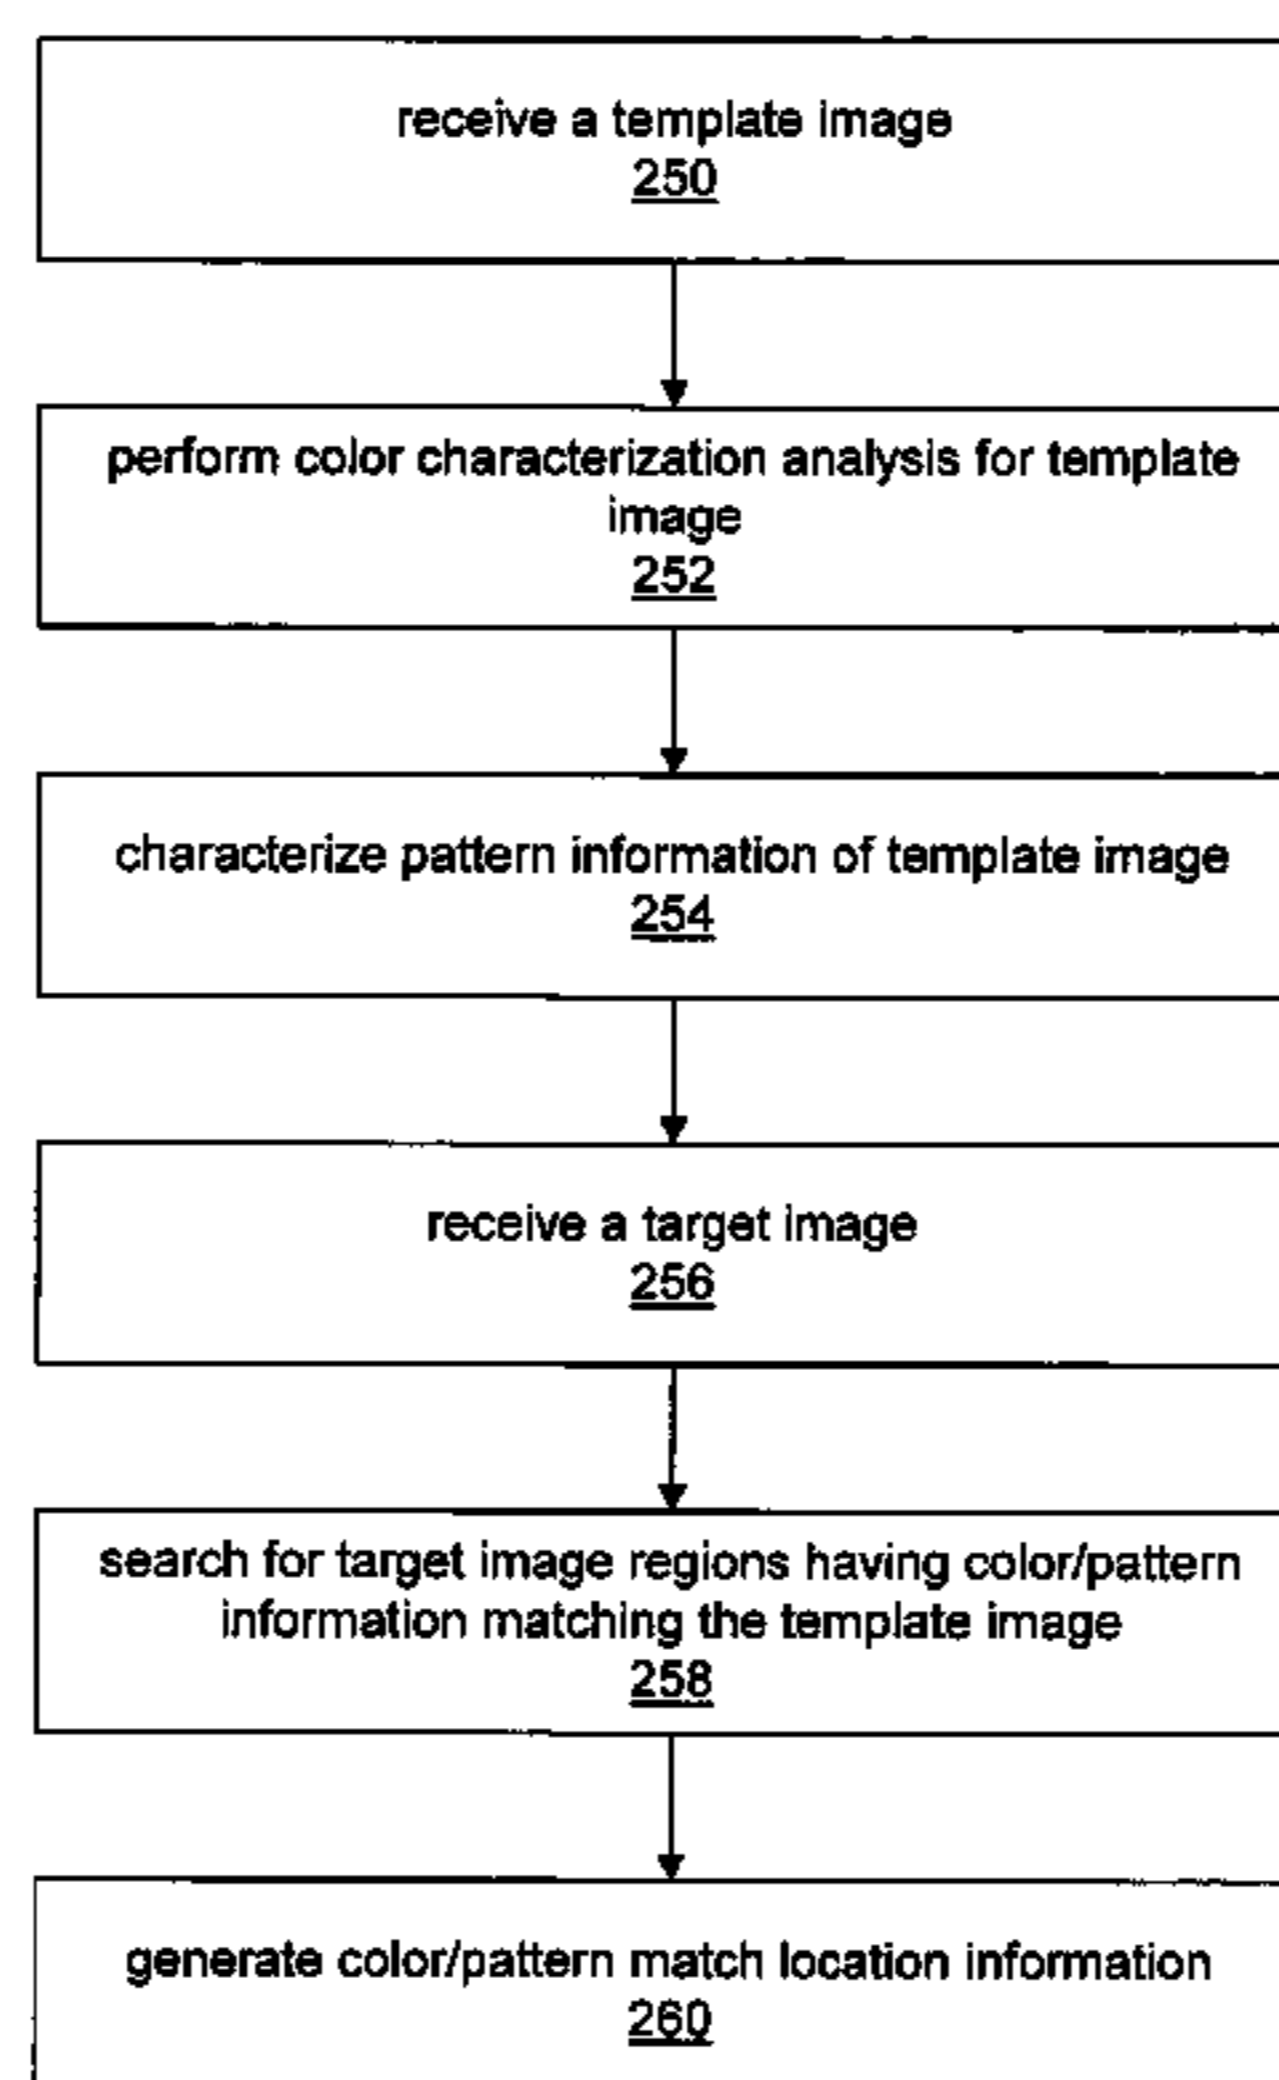 receive a template image
250
perform color characterization analysis for template
image
252
characterize pattern information of template image
254
receive a target image
256
search for target image regions having color/pattern
information matching the template image
258
generate color/pattern match location information
260